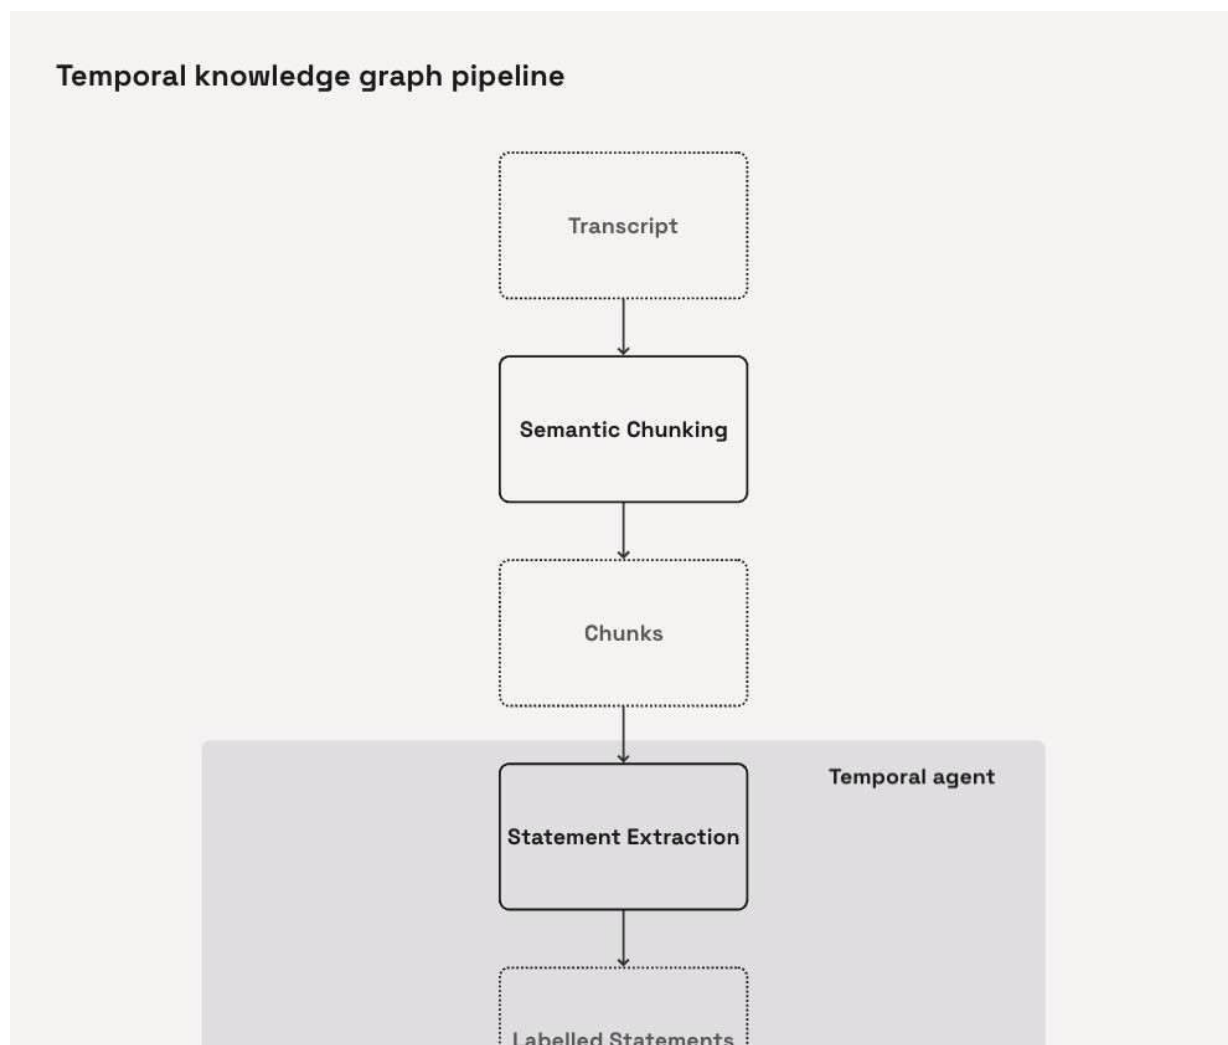 Temporal knowledge graph pipeline
Transcript
Semantic Chunking
Chunks
Temporal agent
Statement Extraction
Labelled Statements